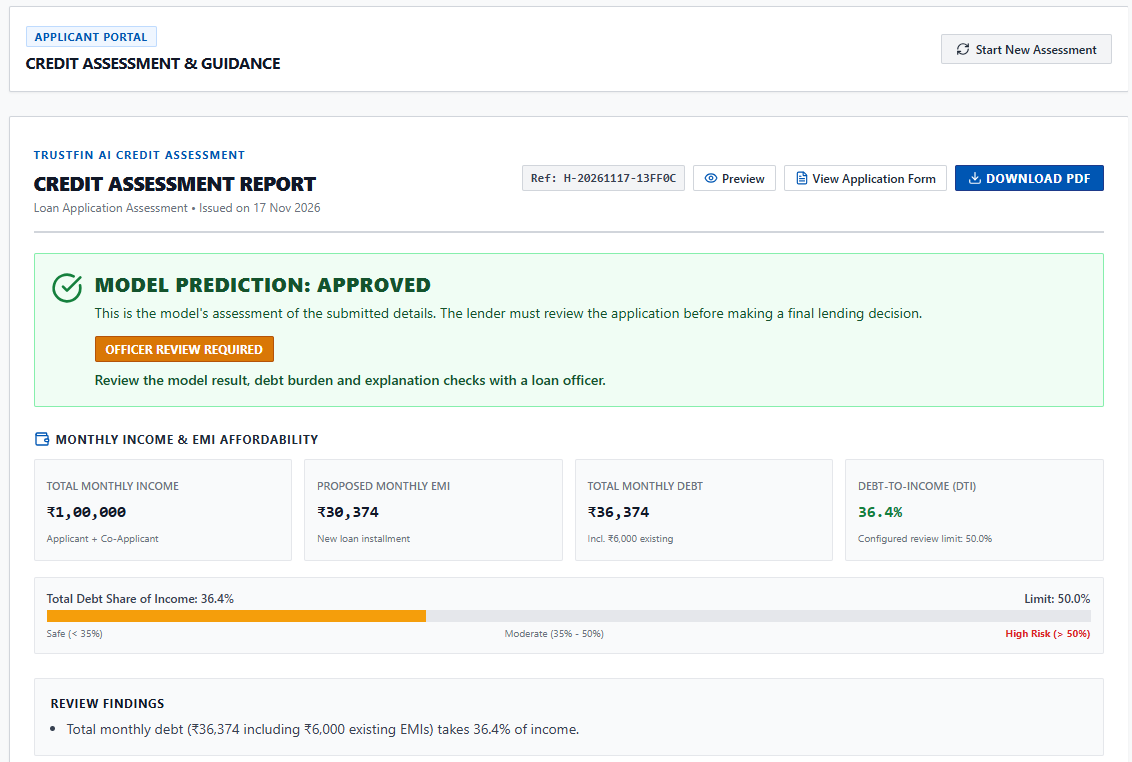 APPLICANT PORTAL
CREDIT ASSESSMENT & GUIDANCE
Start New Assessment
TRUSTFIN AI CREDIT ASSESSMENT
CREDIT ASSESSMENT REPORT
Loan Application Assessment • Issued on 17 Nov 2026
Ref: H-20261117-13FF0C
Preview
View Application Form
DOWNLOAD PDF
MODEL PREDICTION: APPROVED
This is the model's assessment of the submitted details. The lender must review the application before making a final lending decision.
OFFICER REVIEW REQUIRED
Review the model result, debt burden and explanation checks with a loan officer.
MONTHLY INCOME & EMI AFFORDABILITY
TOTAL MONTHLY INCOME
₹1,00,000
Applicant + Co-Applicant
PROPOSED MONTHLY EMI
₹30,374
New loan installment
TOTAL MONTHLY DEBT
₹36,374
Incl. ₹6,000 existing
DEBT-TO-INCOME (DTI)
36.4%
Configured review limit: 50.0%
Total Debt Share of Income: 36.4%
Limit: 50.0%
Safe (< 35%)
Moderate (35% - 50%)
High Risk (> 50%)
REVIEW FINDINGS
• Total monthly debt (₹36,374 including ₹6,000 existing EMIs) takes 36.4% of income.